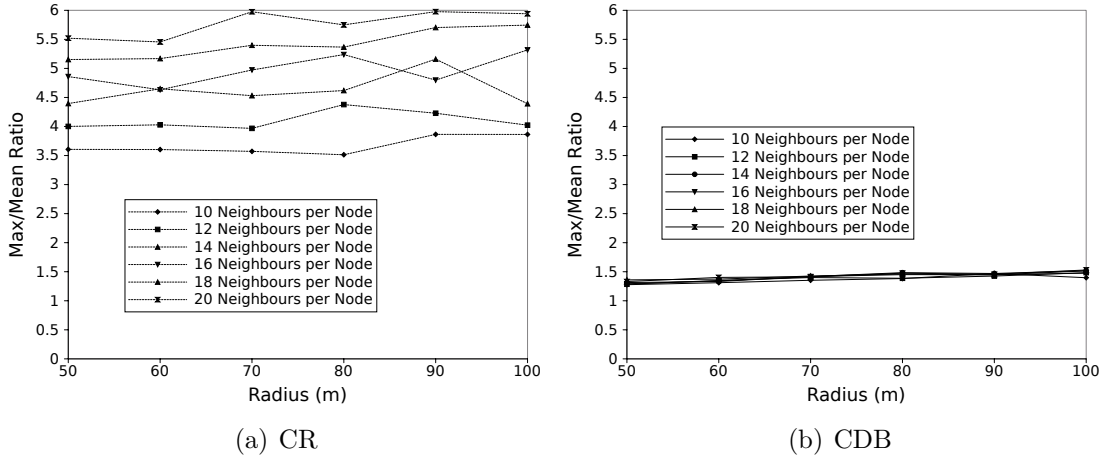 6
5.5
5
4.5
4
3.5
3
2.5
2
1.5
1
0.5
0
Max/Mean Ratio
10 Neighbours per Node
12 Neighbours per Node
14 Neighbours per Node
16 Neighbours per Node
18 Neighbours per Node
20 Neighbours per Node
50 60 70 80 90 100
Radius (m)
(a) CR
6
5.5
5
4.5
4
3.5
3
2.5
2
1.5
1
0.5
0
Max/Mean Ratio
10 Neighbours per Node
12 Neighbours per Node
14 Neighbours per Node
16 Neighbours per Node
18 Neighbours per Node
20 Neighbours per Node
50 60 70 80 90 100
Radius (m)
(b) CDB